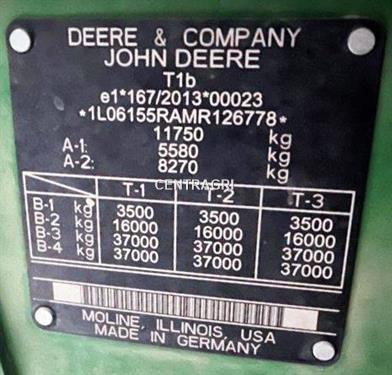 DEERE & COMPANY
JOHN DEERE
T1b
e1*167/2013*00023
*1L06155RAMR126778*
11750 kg
A-1: 5580 kg
A-2: 8270 kg
CENTRAGRI
T-1 T-2 T-3
B-1 kg 3500 3500 3500
B-2 kg 16000 16000 16000
B-3 kg 37000 37000 37000
B-4 kg 37000 37000 37000
MOLINE, ILLINOIS, USA
MADE IN GERMANY